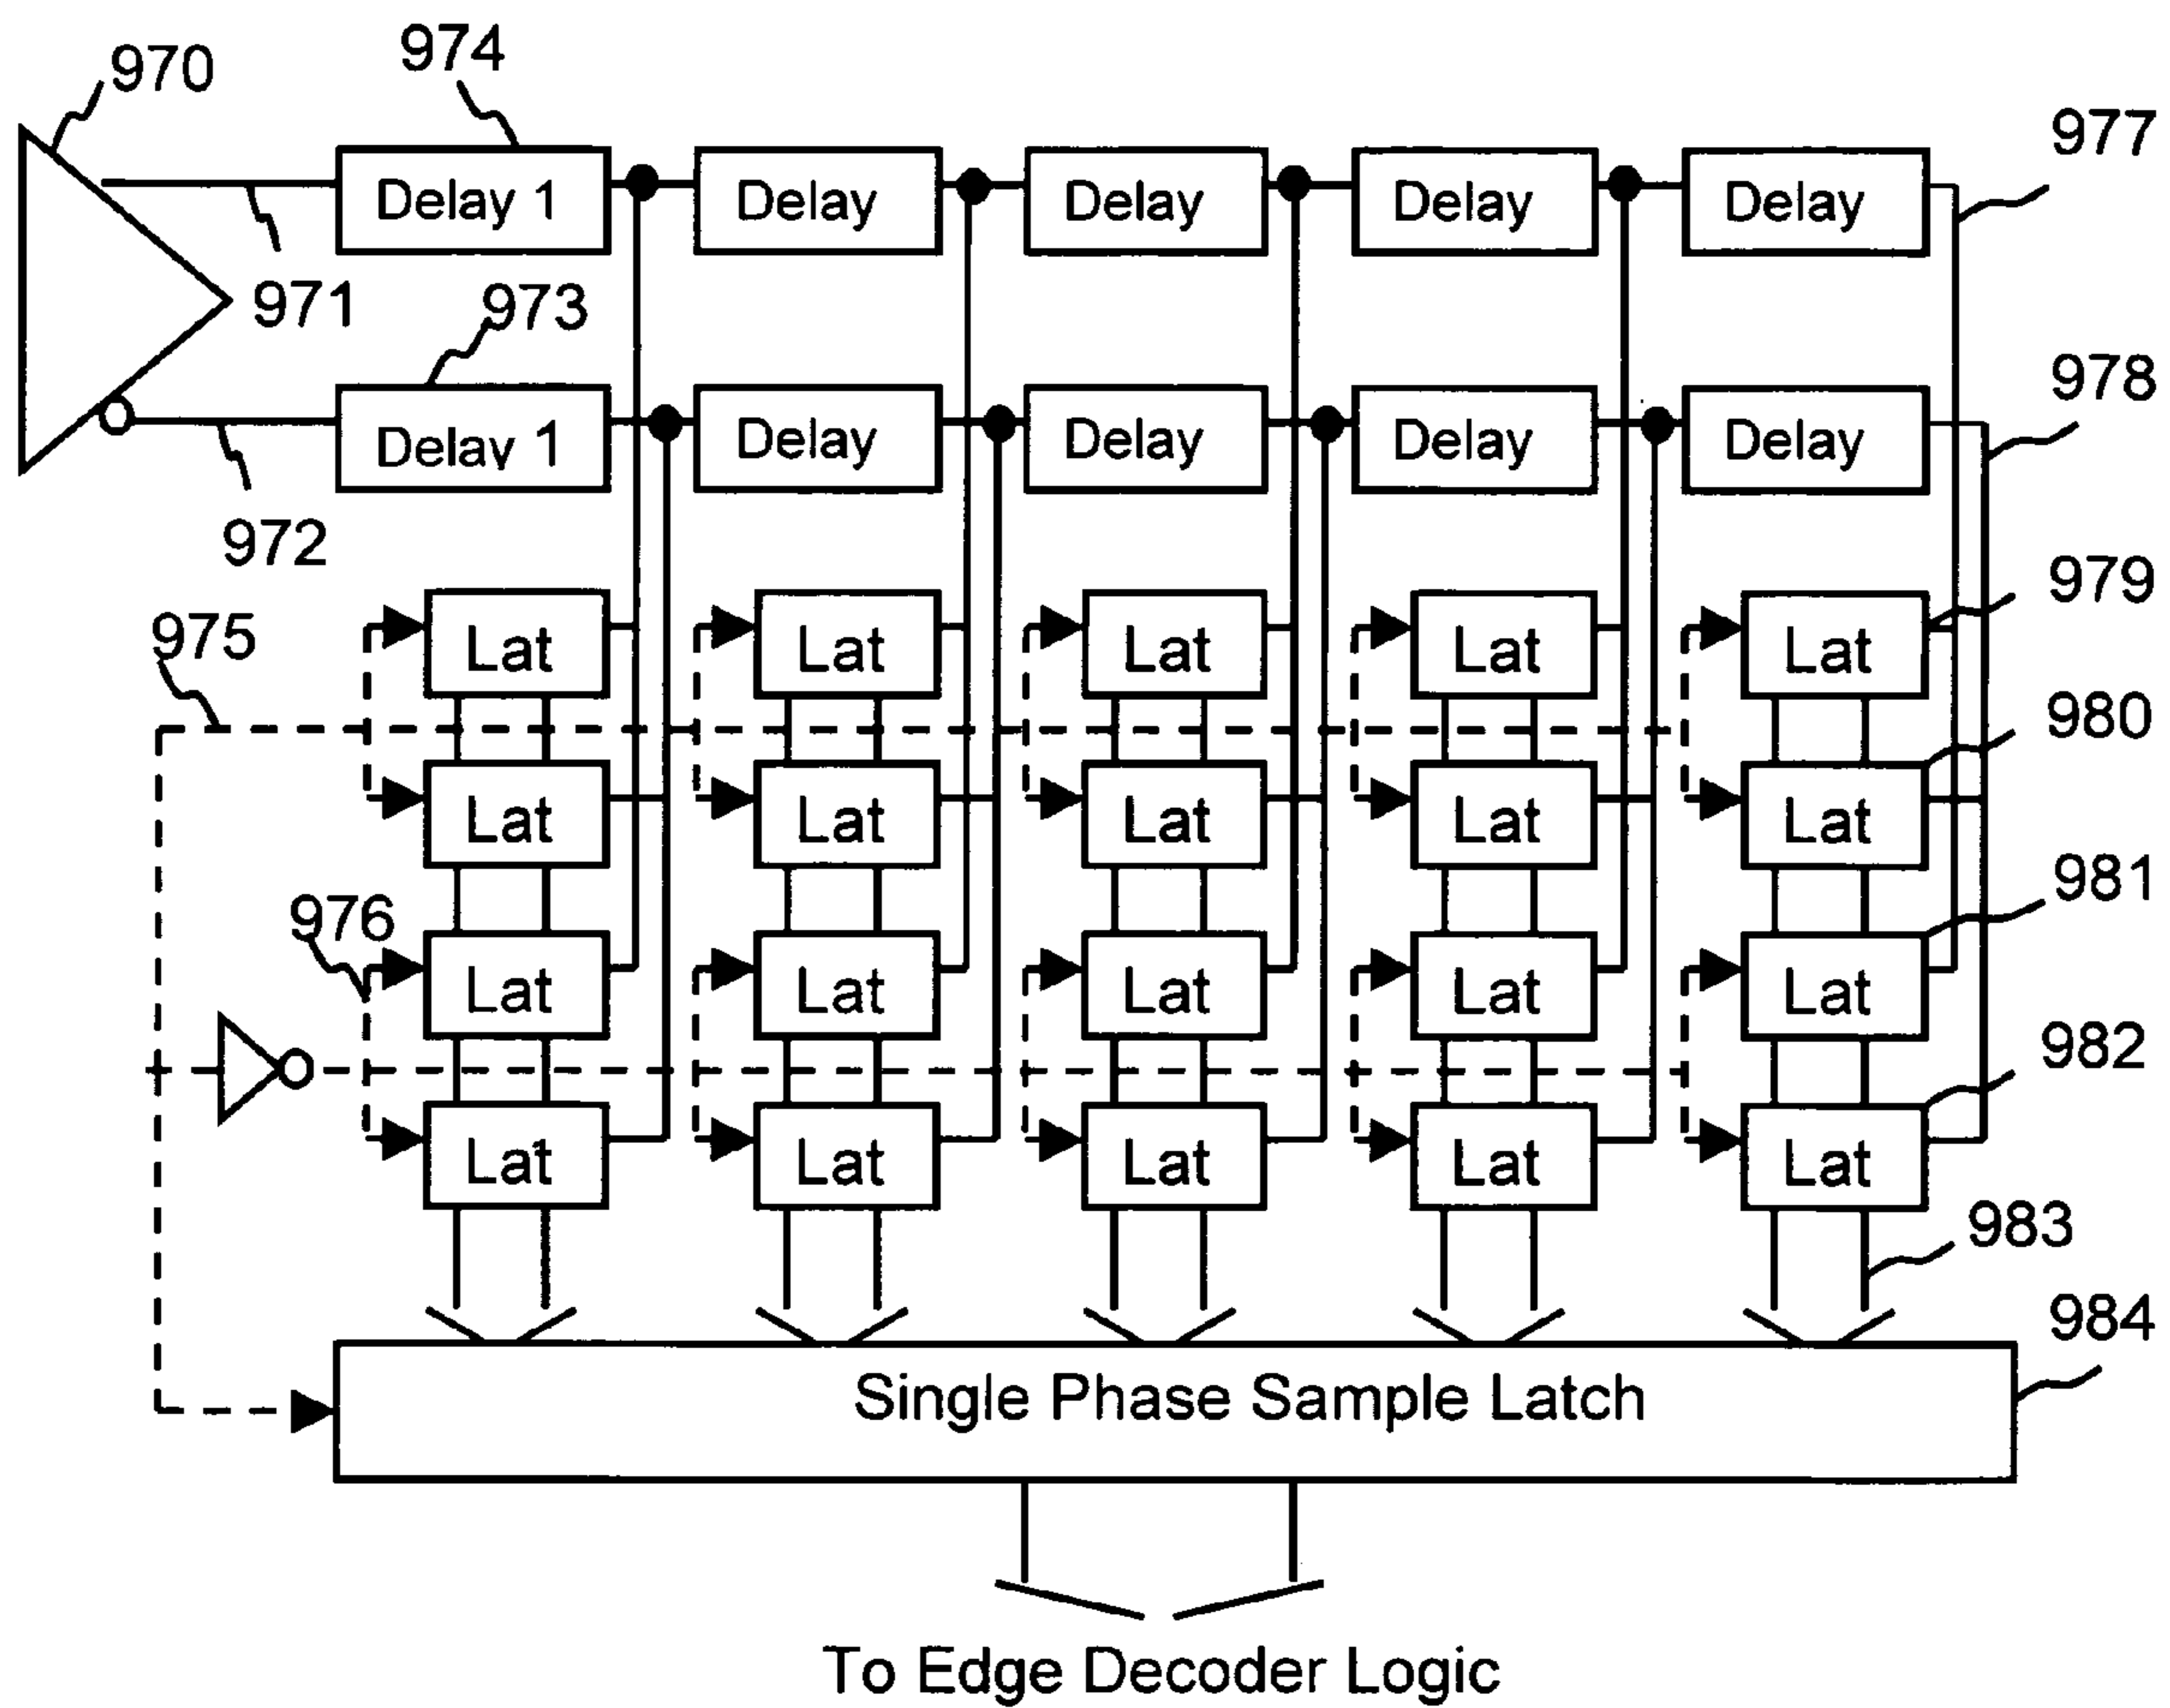 970
974
977
Delay 1 Delay Delay Delay Delay
971
973
978
Delay 1 Delay Delay Delay Delay
972
979
975
Lat Lat Lat Lat Lat
980
Lat Lat Lat Lat Lat
981
976
Lat Lat Lat Lat Lat
982
Lat Lat Lat Lat Lat
983
984
Single Phase Sample Latch
To Edge Decoder Logic